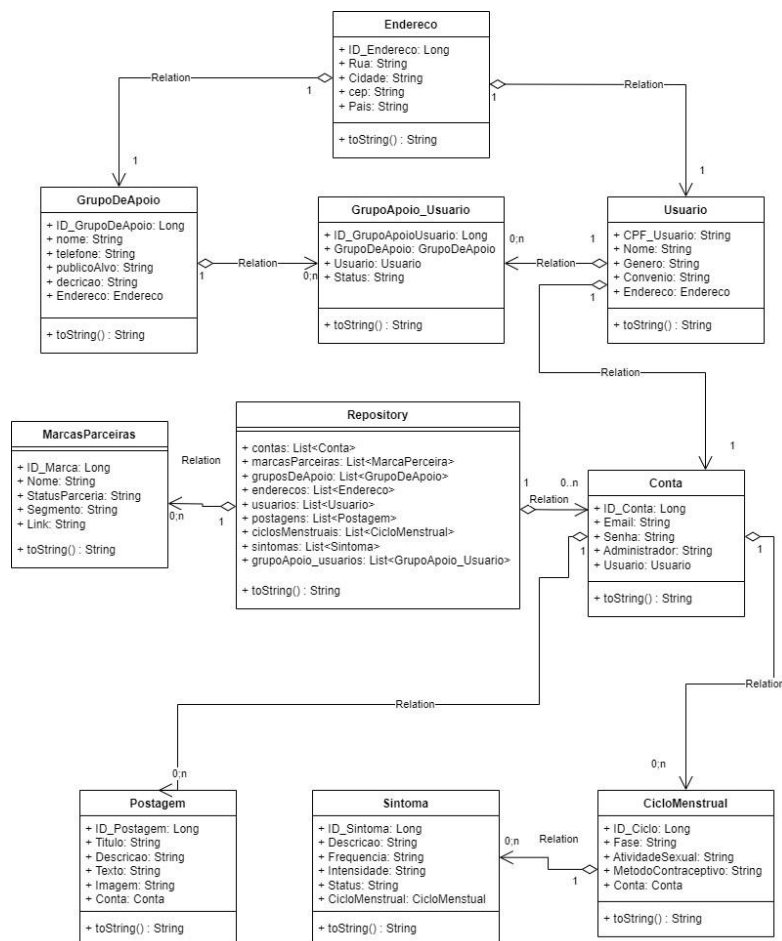 Endereco
+ ID_Endereco: Long
+ Rua: String
+ Cidade: String
+ cep: String
+ Pais: String
+ toString() : String
Relation
1
1
Relation
1
1
GrupoDeApoio
+ ID_GrupoDeApoio: Long
+ nome: String
+ telefone: String
+ publicoAlvo: String
+ decricao: String
+ Endereco: Endereco
+ toString() : String
1
Relation
0;n
GrupoApoio_Usuario
+ ID_GrupoApoioUsuario: Long
+ GrupoDeApoio: GrupoDeApoio
+ Usuario: Usuario
+ Status: String
+ toString() : String
0;n
Relation
1
1
Usuario
+ CPF_Usuario: String
+ Nome: String
+ Genero: String
+ Convenio: String
+ Endereco: Endereco
+ toString() : String
Relation
1
MarcasParceiras
+ ID_Marca: Long
+ Nome: String
+ StatusParceria: String
+ Segmento: String
+ Link: String
+ toString() : String
Relation
0;n
1
Repository
+ contas: List<Conta>
+ marcasParceiras: List<MarcaPerceira>
+ gruposDeApoio: List<GrupoDeApoio>
+ enderecos: List<Endereco>
+ usuarios: List<Usuario>
+ postagens: List<Postagem>
+ ciclosMenstruais: List<CicloMenstrual>
+ sintomas: List<Sintoma>
+ grupoApoio_usuarios: List<GrupoApoio_Usuario>
+ toString() : String
1
0..n
Relation
Conta
+ ID_Conta: Long
+ Email: String
+ Senha: String
+ Administrador: String
+ Usuario: Usuario
+ toString() : String
1
1
Relation
Relation
0;n
0;n
Postagem
+ ID_Postagem: Long
+ Titulo: String
+ Descricao: String
+ Texto: String
+ Imagem: String
+ Conta: Conta
+ toString() : String
Sintoma
+ ID_Sintoma: Long
+ Descricao: String
+ Frequencia: String
+ Intensidade: String
+ Status: String
+ CicloMenstrual: CicloMenstual
+ toString() : String
0;n
Relation
1
CicloMenstrual
+ ID_Ciclo: Long
+ Fase: String
+ AtividadeSexual: String
+ MetodoContraceptivo: String
+ Conta: Conta
+ toString() : String